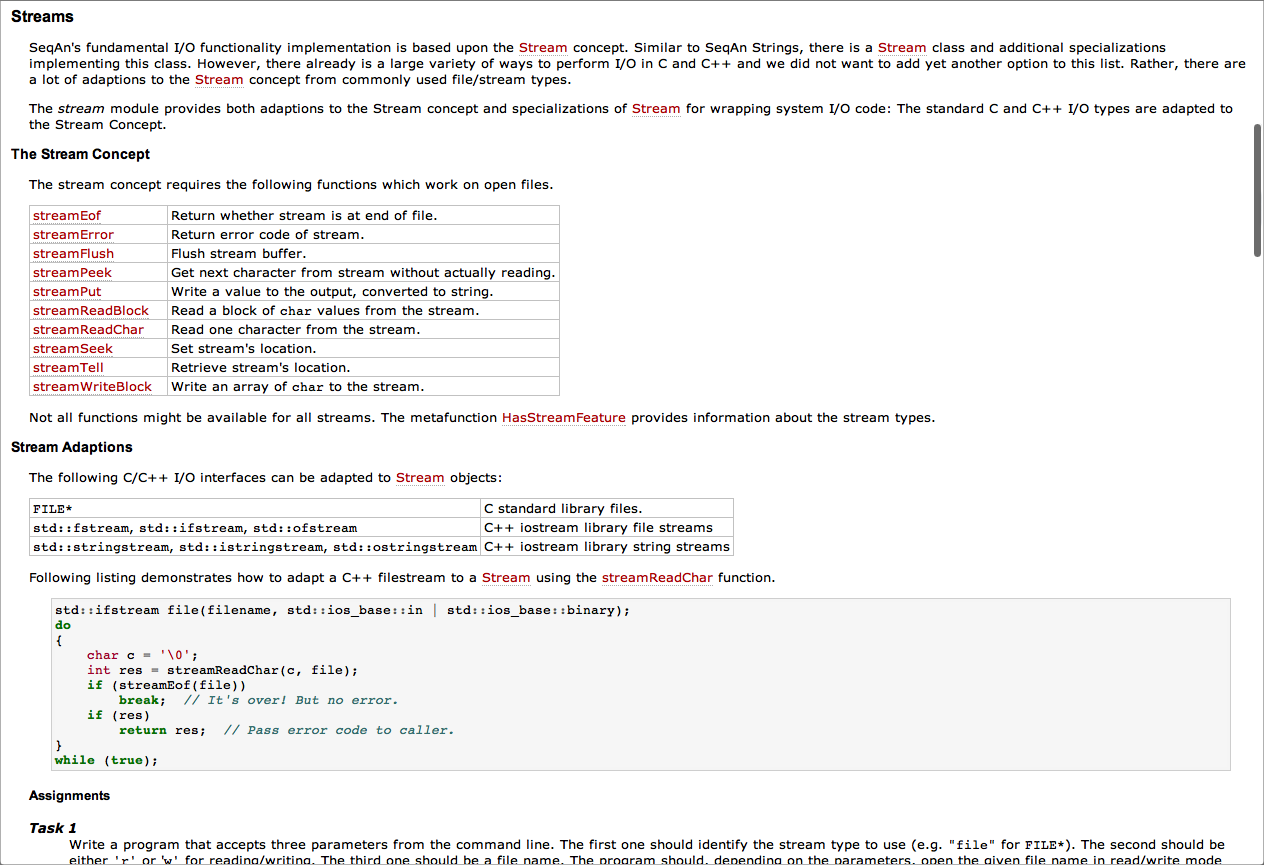 Streams
SeqAn's fundamental I/O functionality implementation is based upon the Stream concept. Similar to SeqAn Strings, there is a Stream class and additional specializations
implementing this class. However, there already is a large variety of ways to perform I/O in C and C++ and we did not want to add yet another option to this list. Rather, there are
a lot of adaptions to the Stream concept from commonly used file/stream types.
The stream module provides both adaptions to the Stream concept and specializations of Stream for wrapping system I/O code: The standard C and C++ I/O types are adapted to
the Stream Concept.
The Stream Concept
The stream concept requires the following functions which work on open files.
streamEof Return whether stream is at end of file.
streamError Return error code of stream.
streamFlush Flush stream buffer.
streamPeek Get next character from stream without actually reading.
streamPut Write a value to the output, converted to string.
streamReadBlock Read a block of char values from the stream.
streamReadChar Read one character from the stream.
streamSeek Set stream's location.
streamTell Retrieve stream's location.
streamWriteBlock Write an array of char to the stream.
Not all functions might be available for all streams. The metafunction HasStreamFeature provides information about the stream types.
Stream Adaptions
The following C/C++ I/O interfaces can be adapted to Stream objects:
FILE* C standard library files.
std::fstream, std::ifstream, std::ofstream C++ iostream library file streams
std::stringstream, std::istringstream, std::ostringstream C++ iostream library string streams
Following listing demonstrates how to adapt a C++ filestream to a Stream using the streamReadChar function.
std::ifstream file(filename, std::ios_base::in | std::ios_base::binary);
do
{
    char c = '\0';
    int res = streamReadChar(c, file);
    if (streamEof(file))
        break;  // It's over! But no error.
    if (res)
        return res;  // Pass error code to caller.
}
while (true);
Assignments
Task 1
Write a program that accepts three parameters from the command line. The first one should identify the stream type to use (e.g. "file" for FILE*). The second should be
either 'r' or 'w' for reading/writing. The third one should be a file name. The program should, depending on the parameters, open the given file name in read/write mode